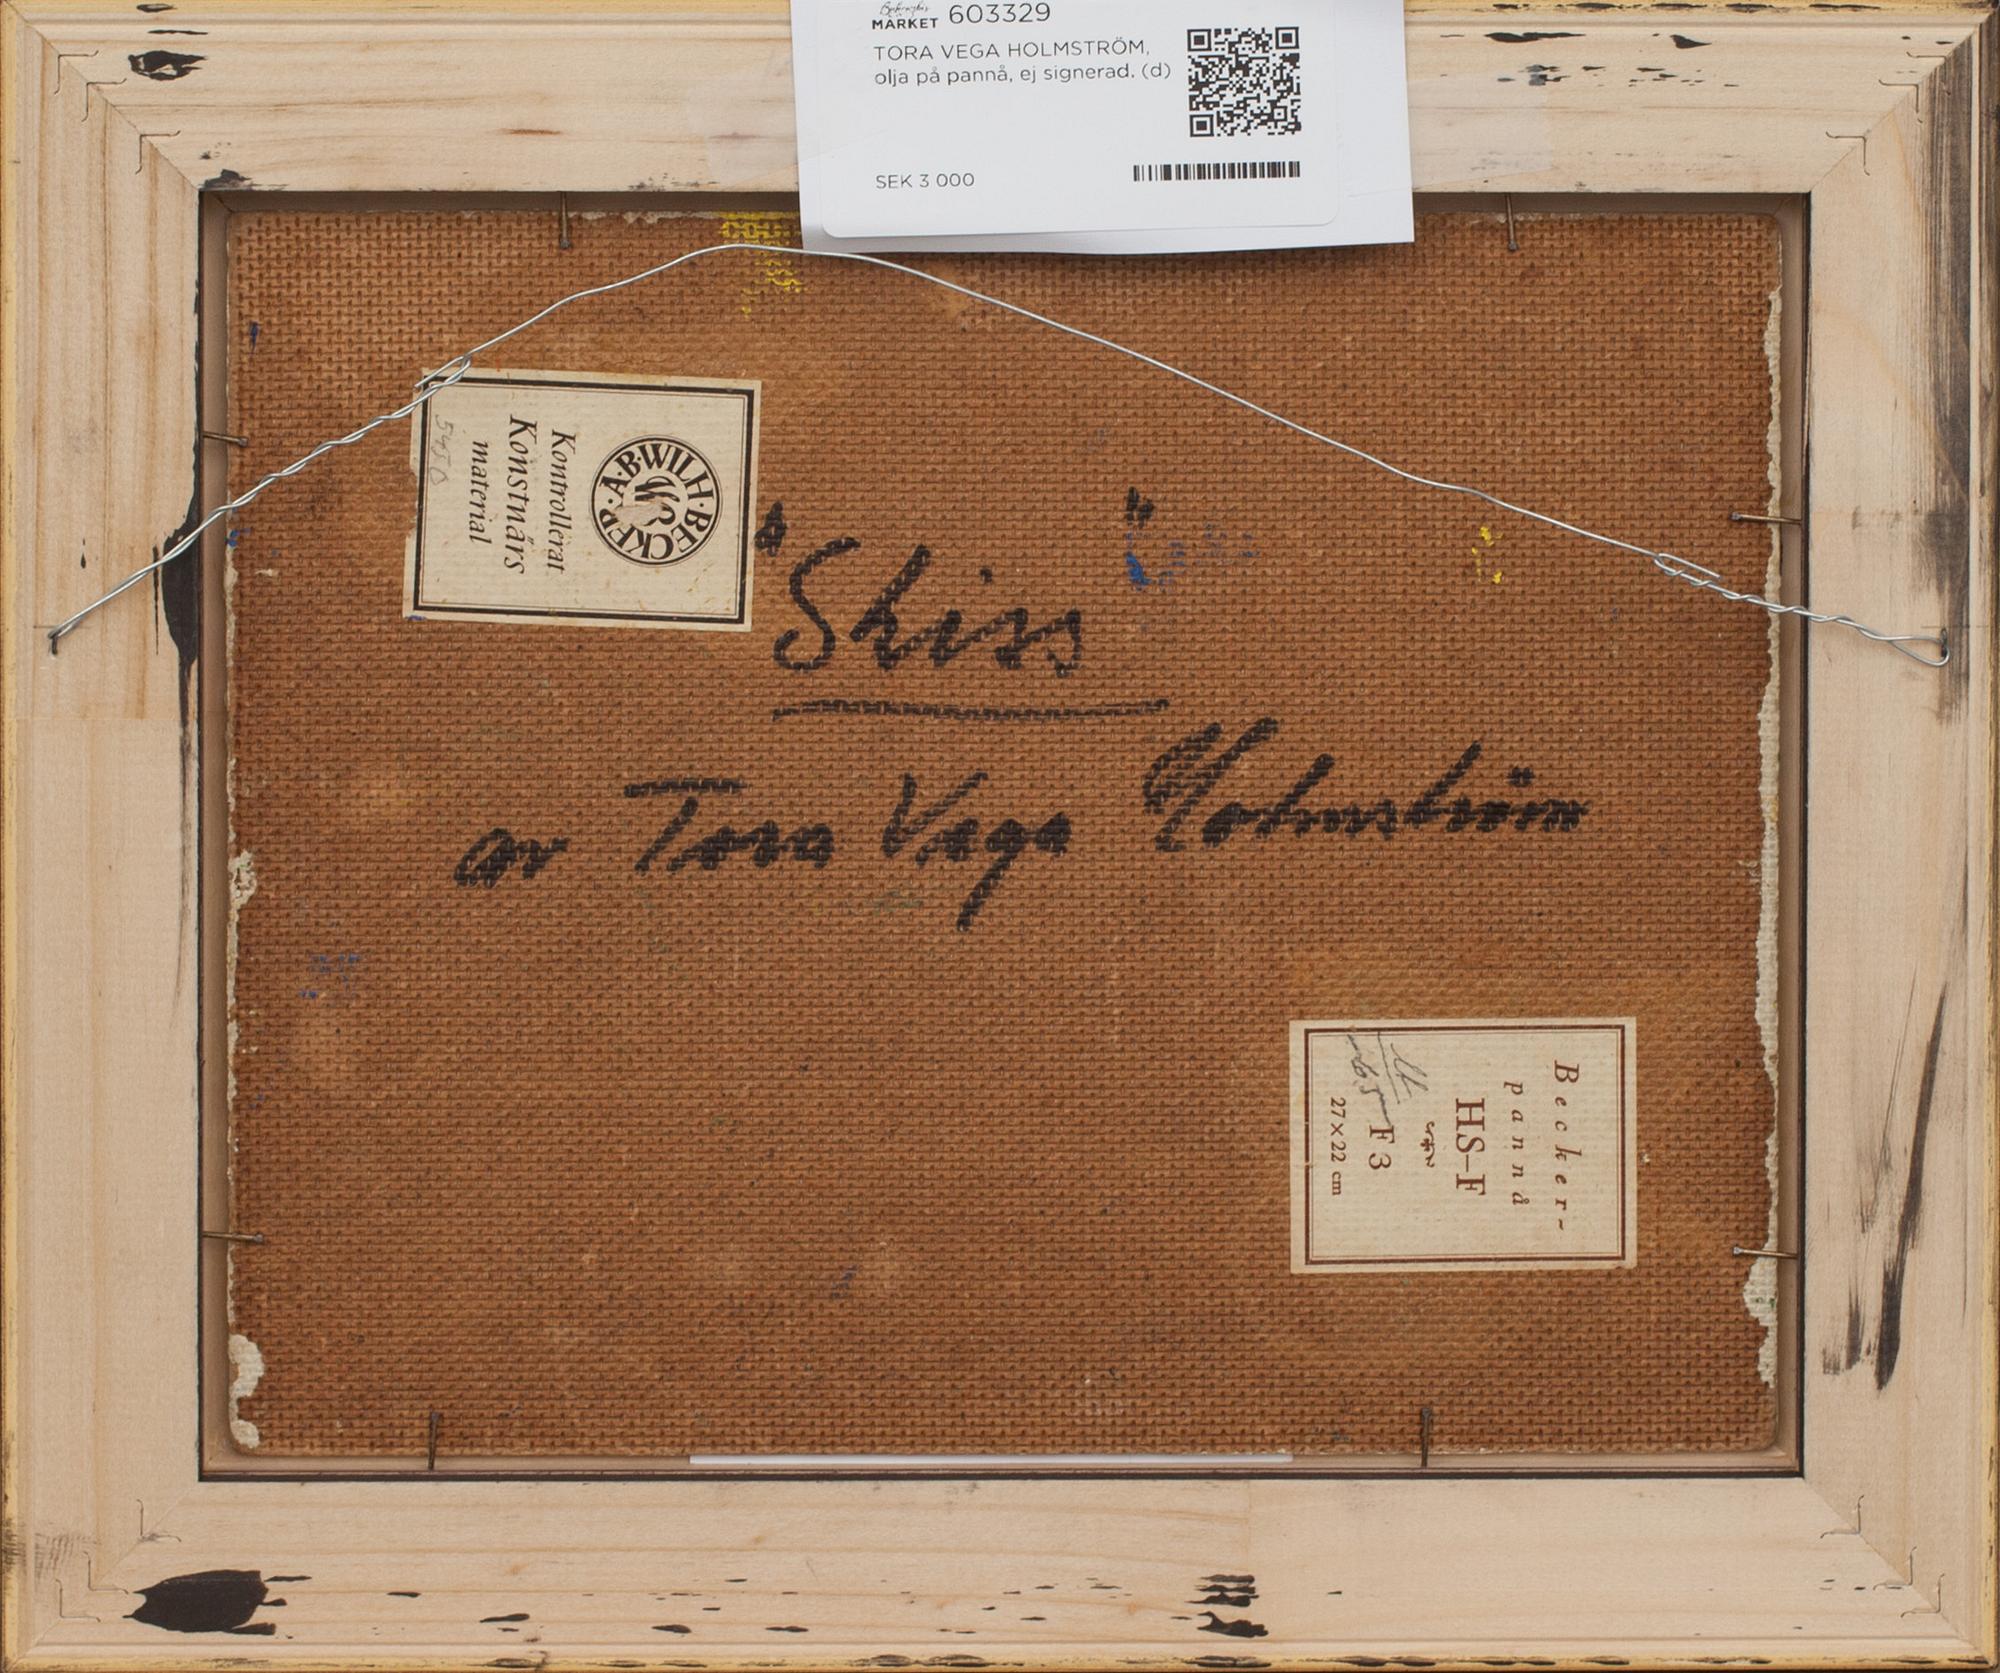 MARKET 603329
TORA VEGA HOLMSTRÖM,
olja på pannå, ej signerad. (d)
SEK 3 000
A·B·WILH·BECKER·
Kontrollerat
Konstnärs
material
5450
"Skiss"
av Tora Vega Holmström
Becker-
pannå
HS-F
F 3
27 × 22 cm